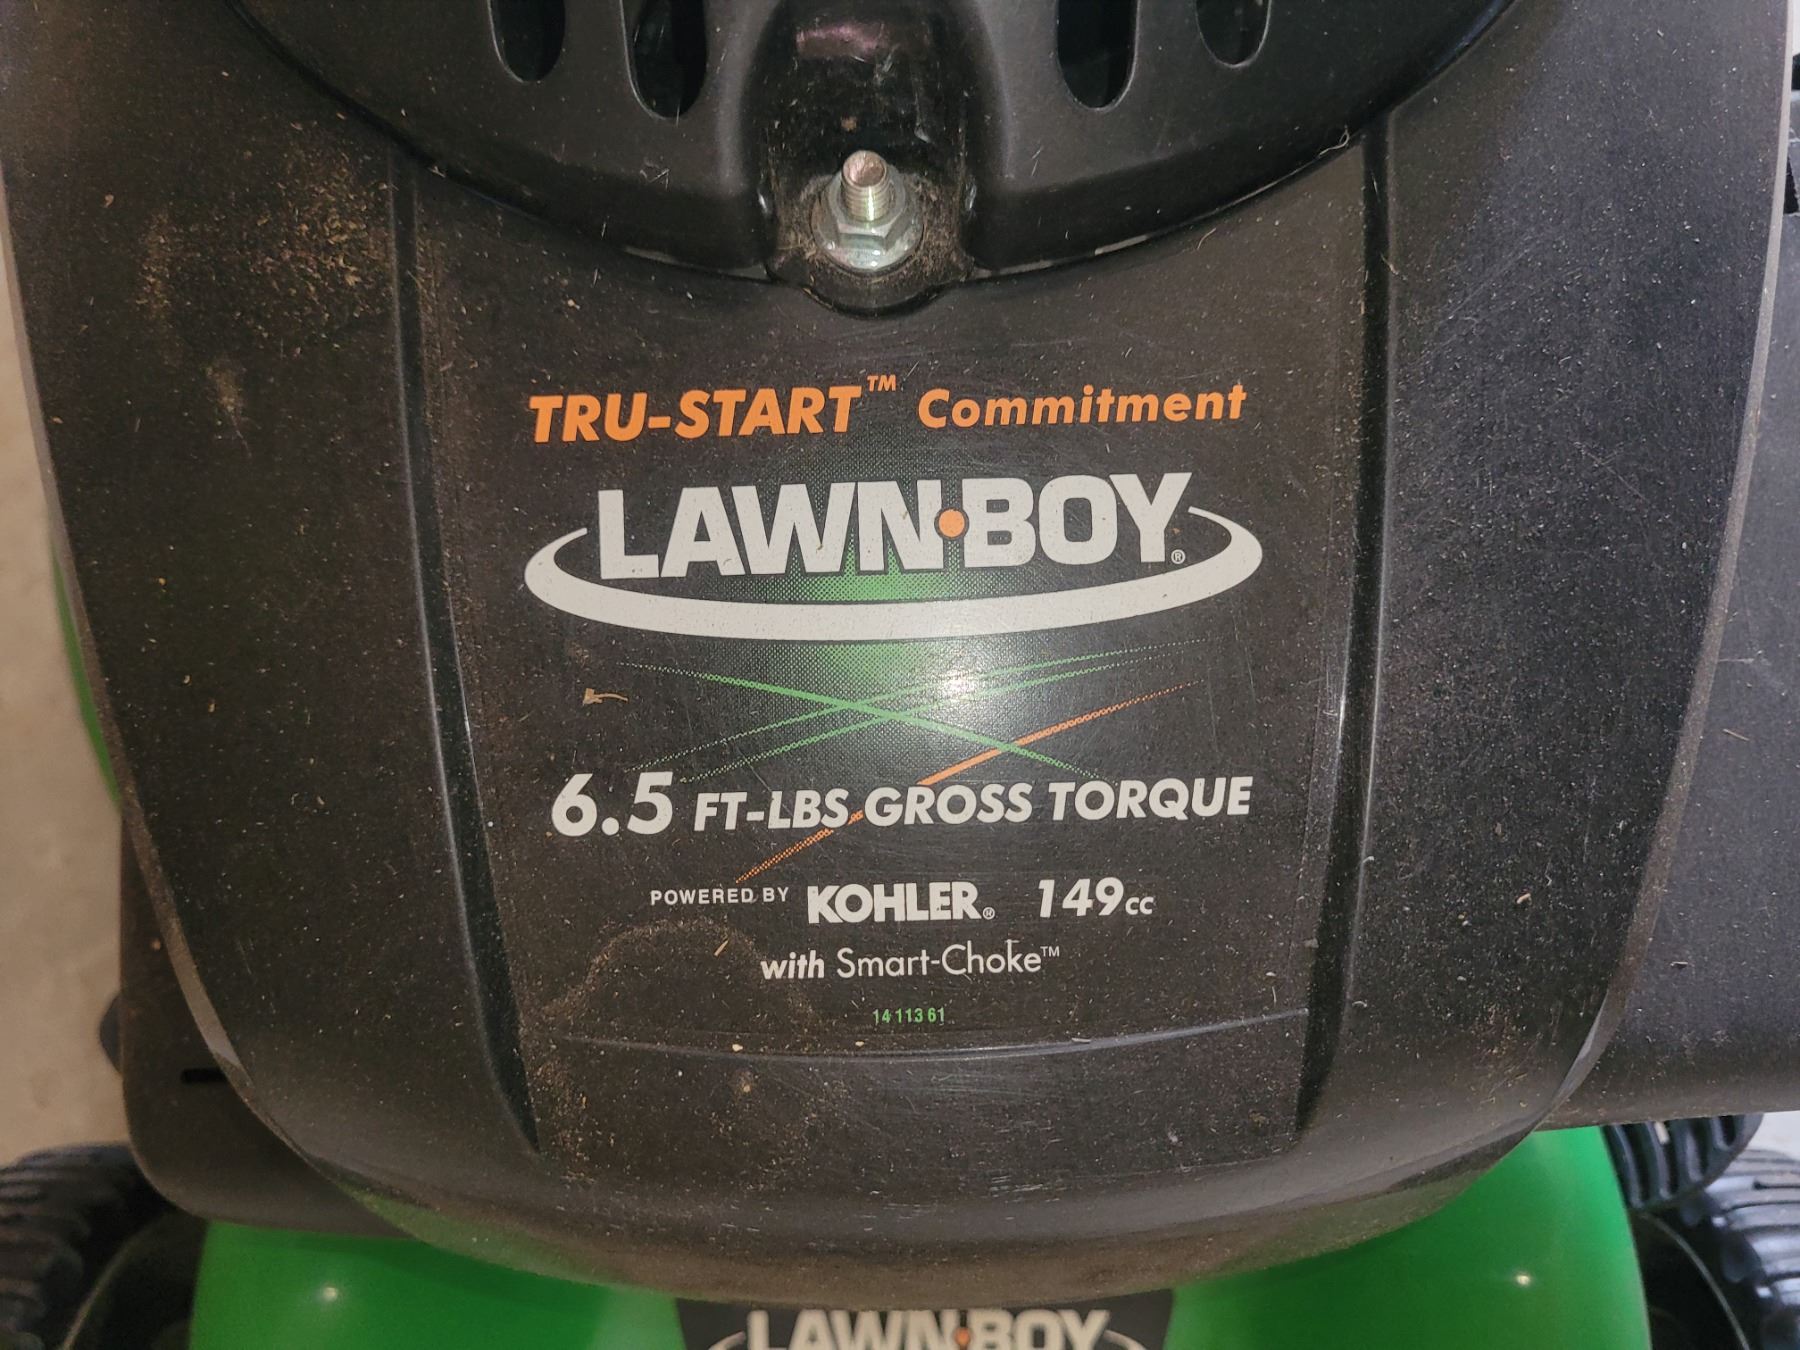 TRU-START™ Commitment
LAWN•BOY®
6.5 FT-LBS GROSS TORQUE
POWERED BY KOHLER® 149cc
with Smart-Choke™
14 113 61
LAWN•BOY